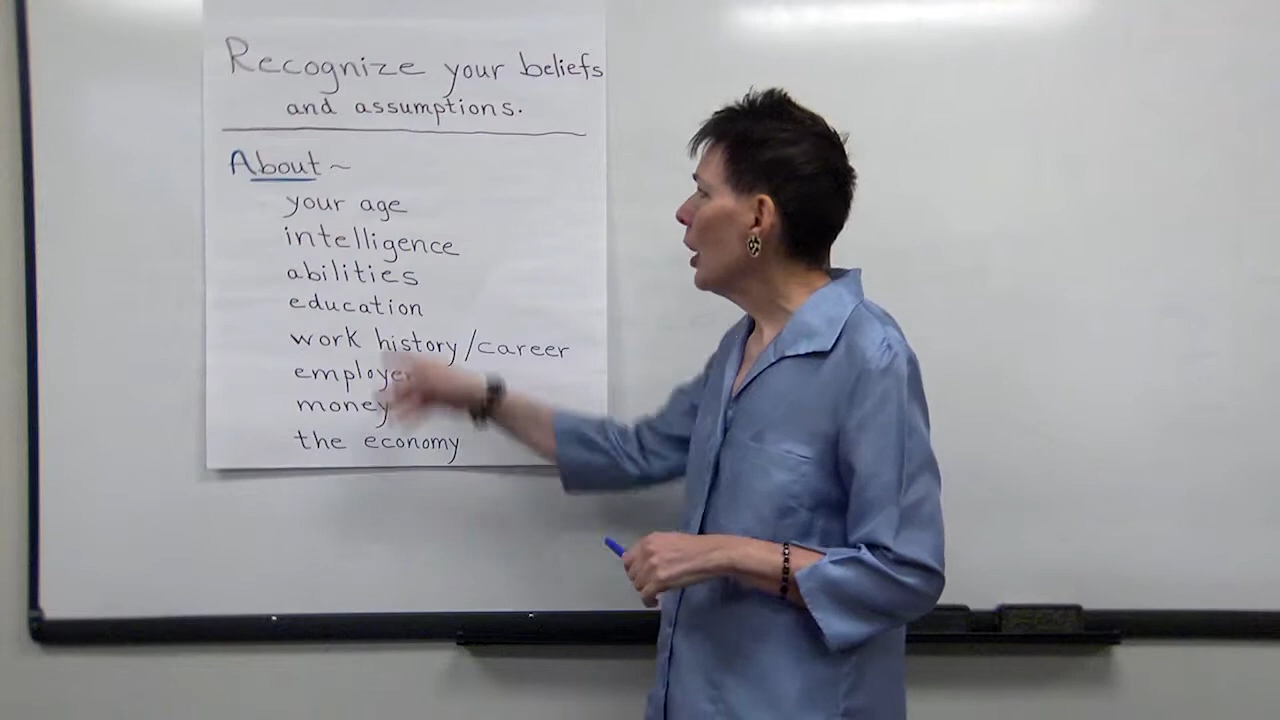 Recognize your beliefs
and assumptions.
About ~
your age
intelligence
abilities
education
work history/career
money
the economy